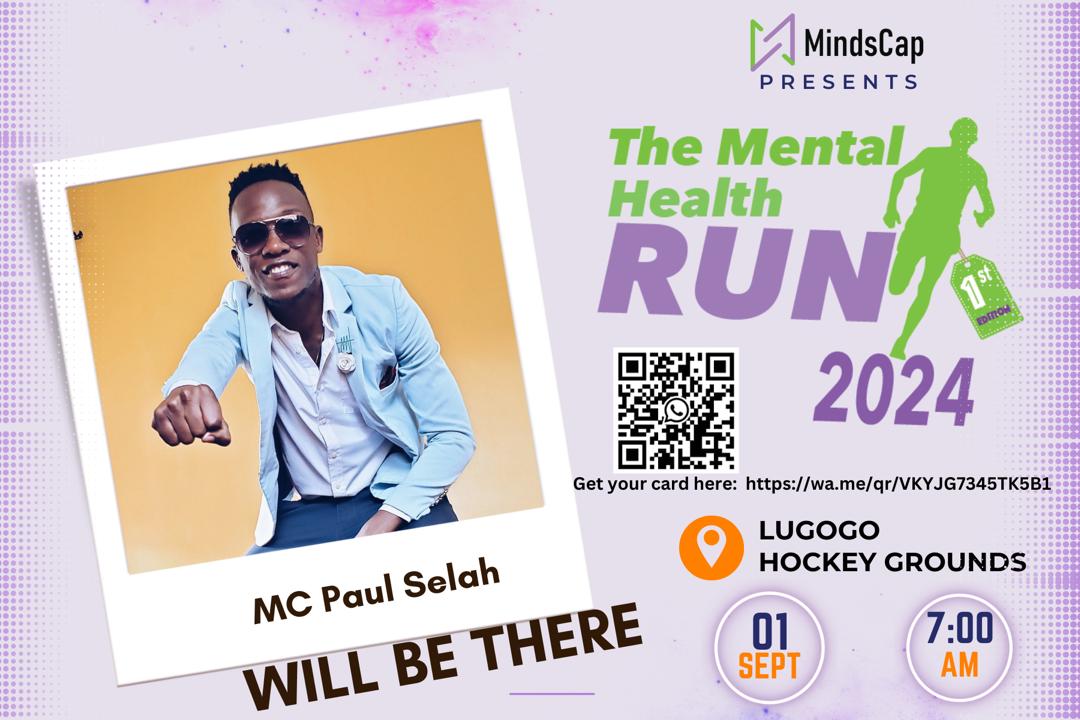 MindsCap
PRESENTS
The Mental
Health
RUN
1st
EDITION
2024
Get your card here: https://wa.me/qr/VKYJG7345TK5B1
LUGOGO
HOCKEY GROUNDS
01
SEPT
7:00
AM
MC Paul Selah
WILL BE THERE